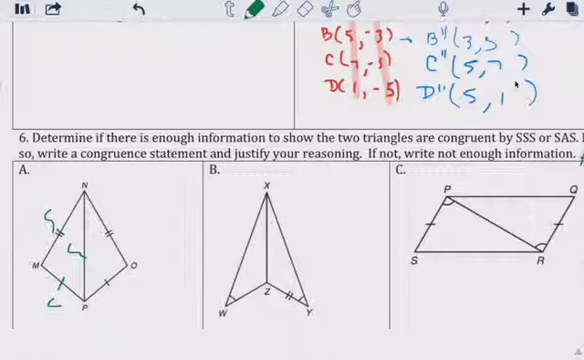 B(5,-3) → B"(3,5 )
C(7,-5) C"(5,7 )
D(1,-5) D"(5,1 )
6. Determine if there is enough information to show the two triangles are congruent by SSS or SAS.
so, write a congruence statement and justify your reasoning. If not, write not enough information.
A. B. C.
N X P Q
S
S
M O S R
Z
S P W Y